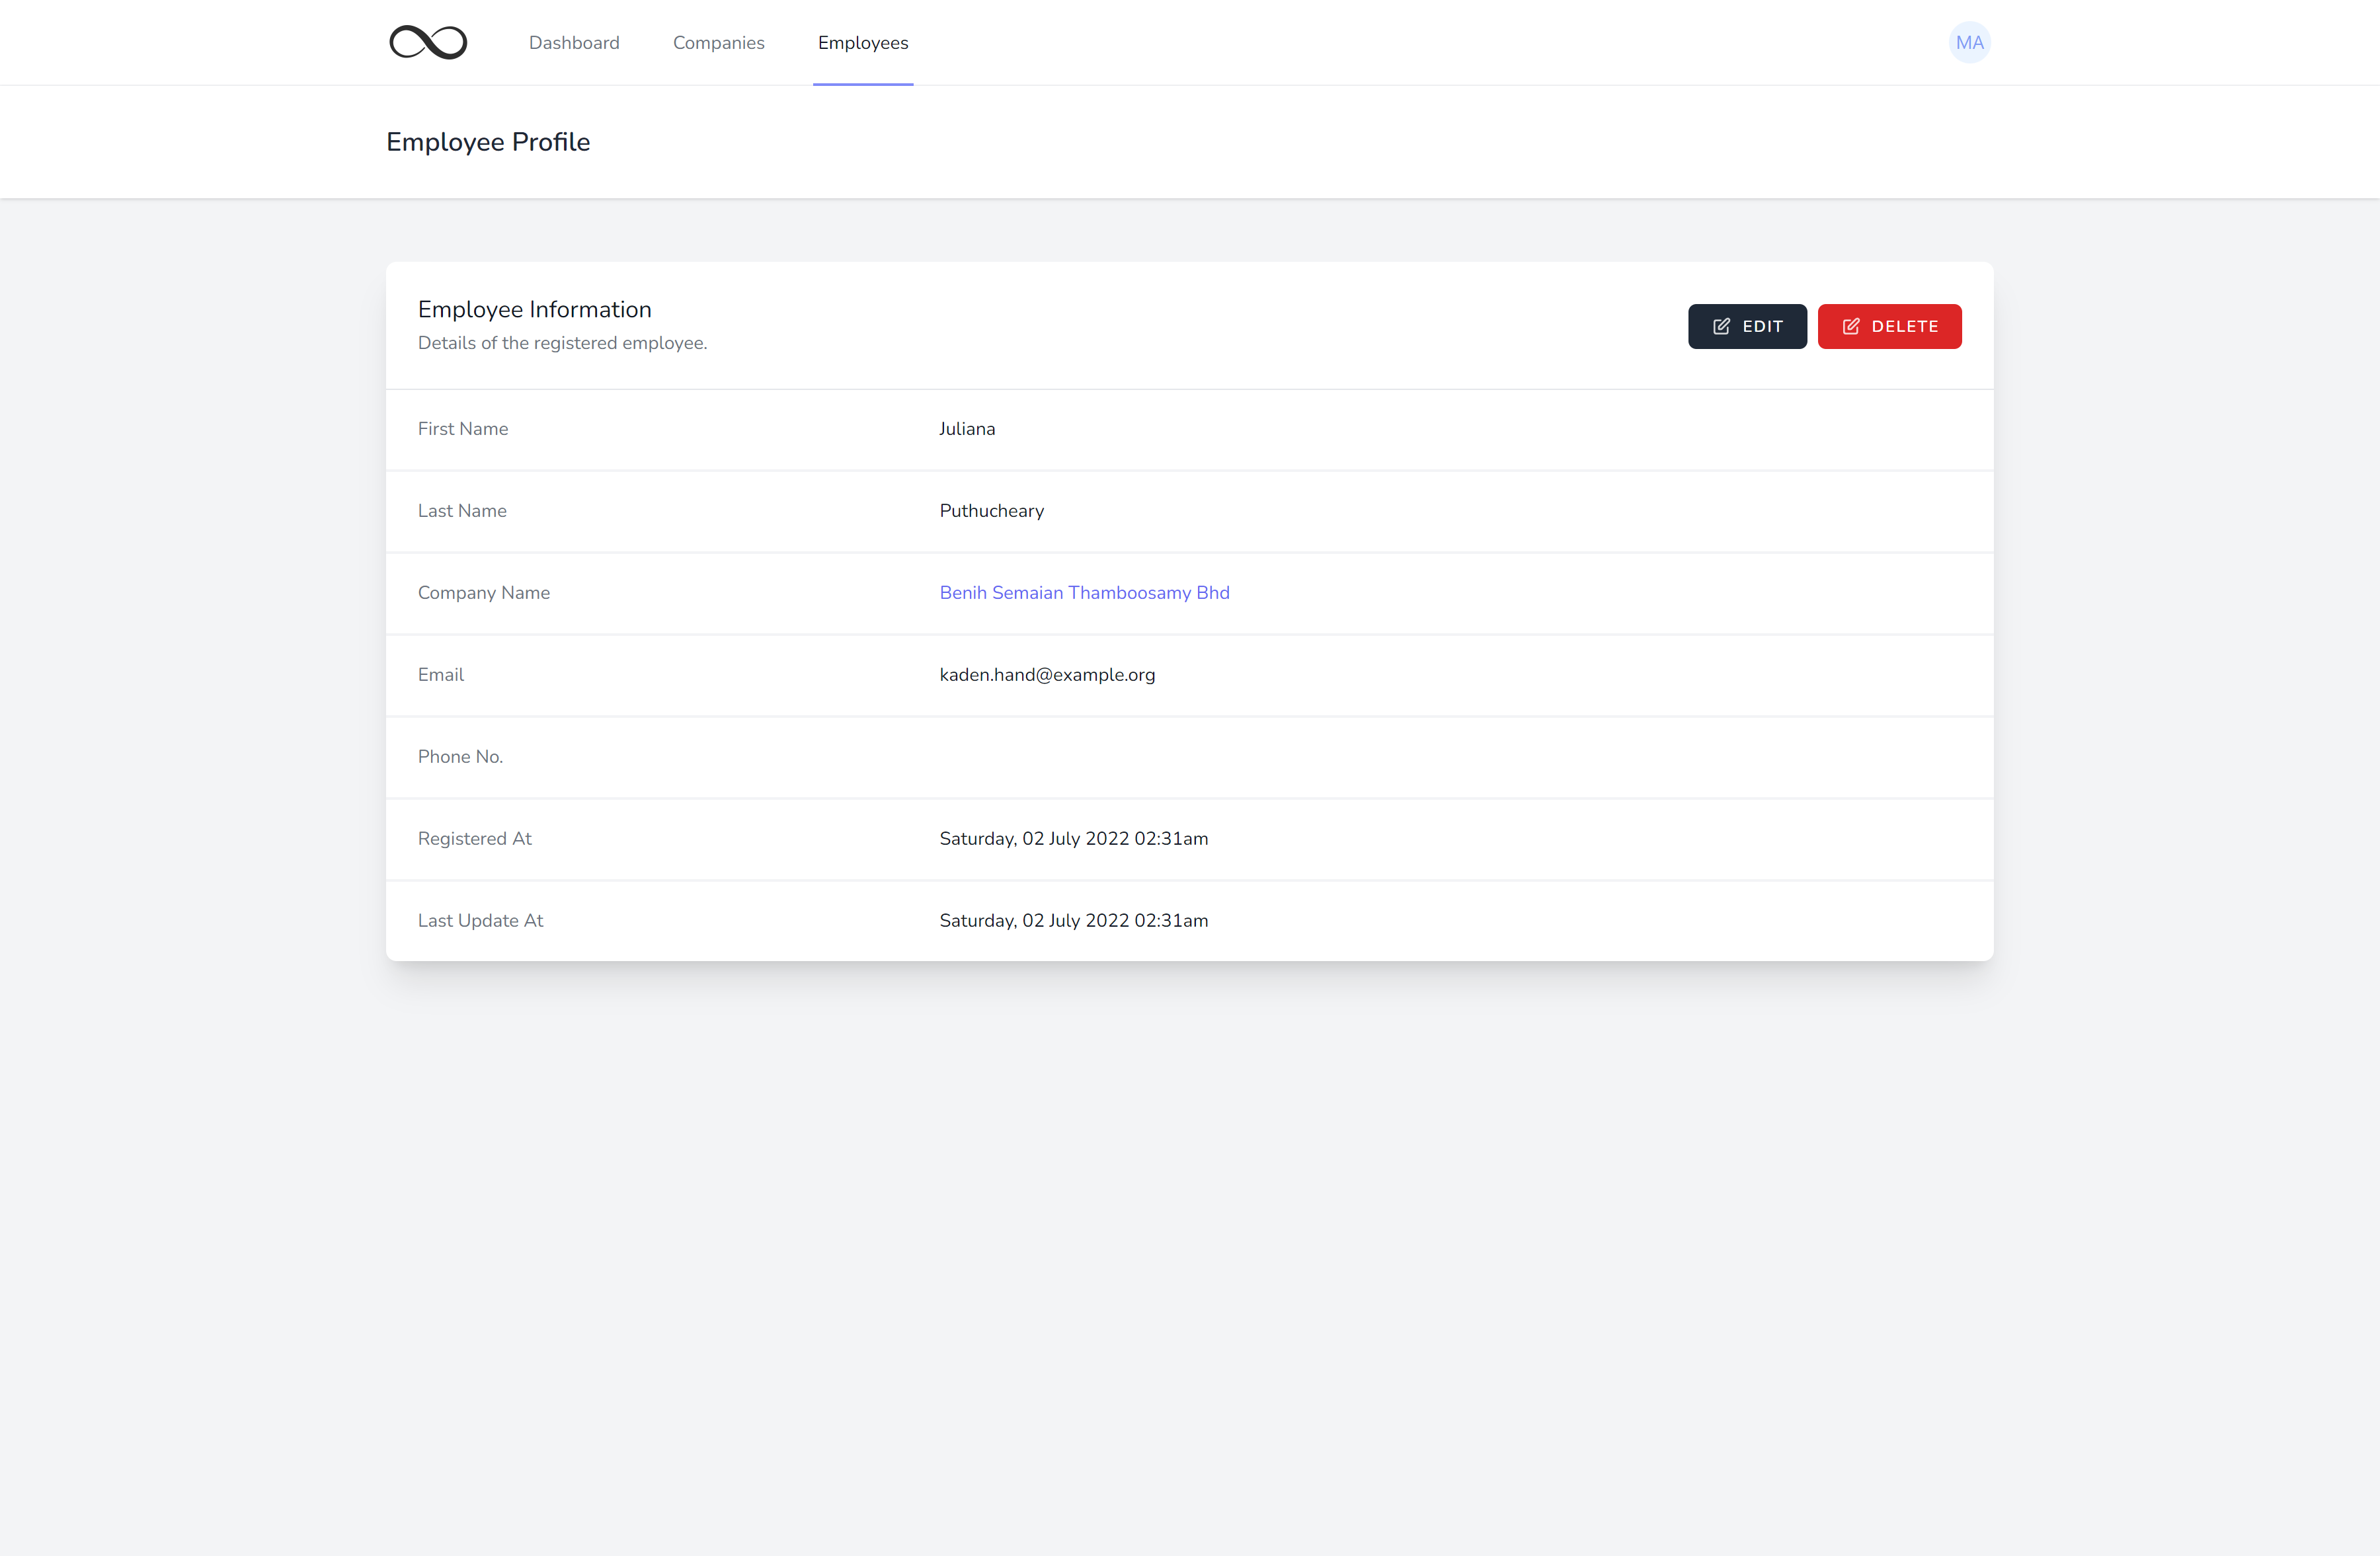 Dashboard Companies Employees MA
Employee Profile
Employee Information
Details of the registered employee.
EDIT DELETE
First Name Juliana
Last Name Puthucheary
Company Name Benih Semaian Thamboosamy Bhd
Email kaden.hand@example.org
Phone No.
Registered At Saturday, 02 July 2022 02:31am
Last Update At Saturday, 02 July 2022 02:31am